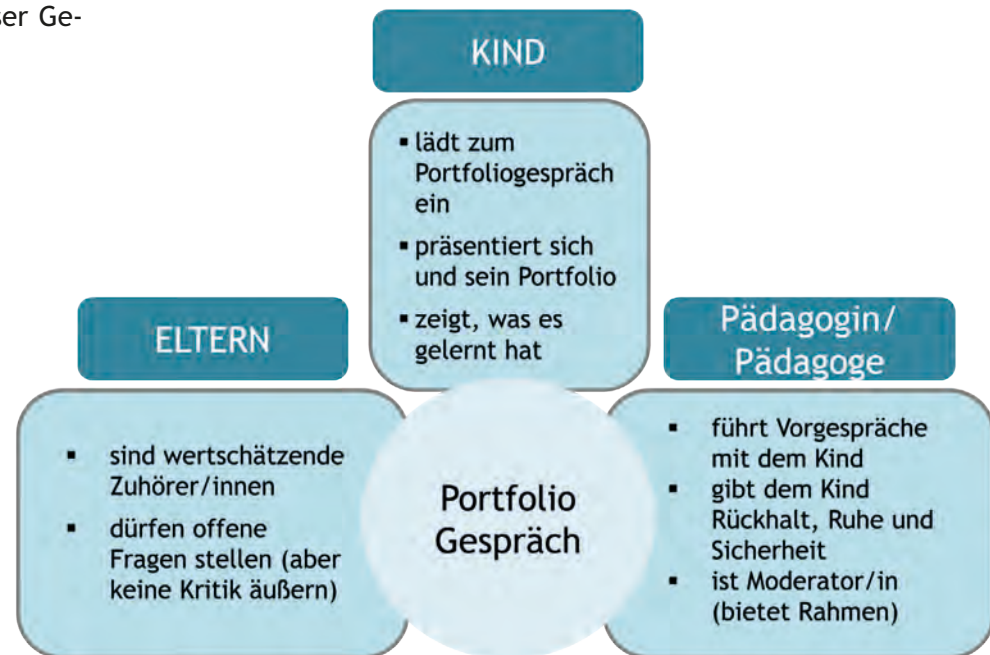 ser Ge-
KIND
▪ lädt zum
Portfoliogespräch
ein
▪ präsentiert sich
und sein Portfolio
▪ zeigt, was es
gelernt hat
ELTERN
▪ sind wertschätzende
Zuhörer/innen
▪ dürfen offene
Fragen stellen (aber
keine Kritik äußern)
Portfolio
Gespräch
Pädagogin/
Pädagoge
▪ führt Vorgespräche
mit dem Kind
▪ gibt dem Kind
Rückhalt, Ruhe und
Sicherheit
▪ ist Moderator/in
(bietet Rahmen)